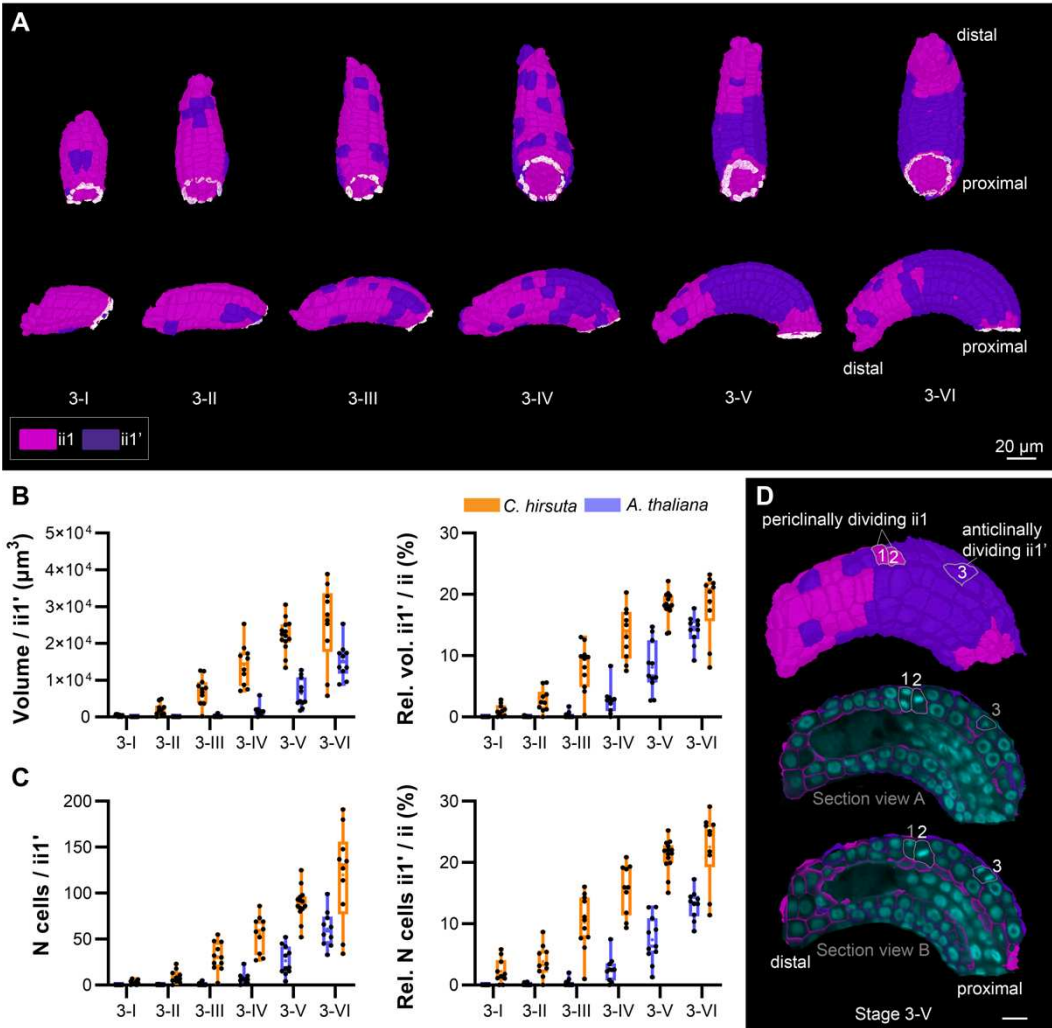 A
distal
proximal
3-I 3-II 3-III 3-IV 3-V 3-VI
distal
proximal
ii1 ii1'
20 µm
B
C. hirsuta A. thaliana
Volume / ii1' (µm³)
5×10⁴
4×10⁴
3×10⁴
2×10⁴
1×10⁴
0
3-I 3-II 3-III 3-IV 3-V 3-VI
Rel. vol. ii1' / ii (%)
30
20
10
0
3-I 3-II 3-III 3-IV 3-V 3-VI
C
N cells / ii1'
200
150
100
50
0
3-I 3-II 3-III 3-IV 3-V 3-VI
Rel. N cells ii1' / ii (%)
30
20
10
0
3-I 3-II 3-III 3-IV 3-V 3-VI
D
periclinally dividing ii1
anticlinally
dividing ii1'
1 2
3
1 2
3
Section view A
1 2
3
Section view B
distal
proximal
Stage 3-V